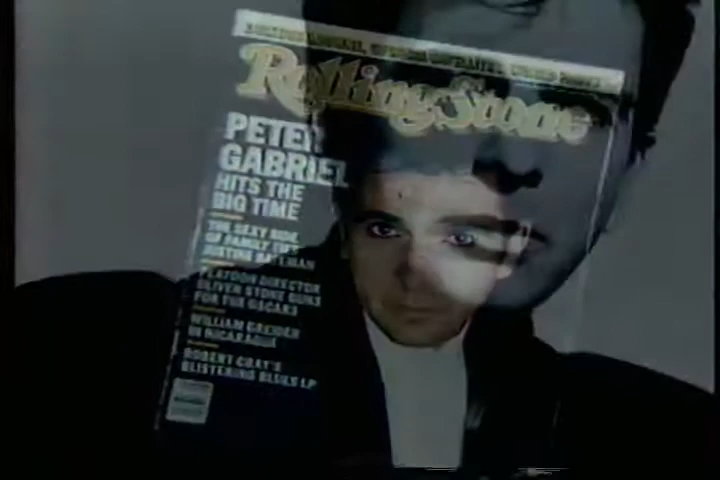 Rolling Stone
PETER
GABRIEL
HITS THE
BIG TIME
THE SEXY SIDE
OF FAMILY TIES'
JUSTINE BATEMAN
PLATOON DIRECTOR
OLIVER STONE GUNS
FOR THE OSCARS
WILLIAM GREIDER
IN NICARAGUA
ROBERT CRAY'S
BLISTERING BLUES LP